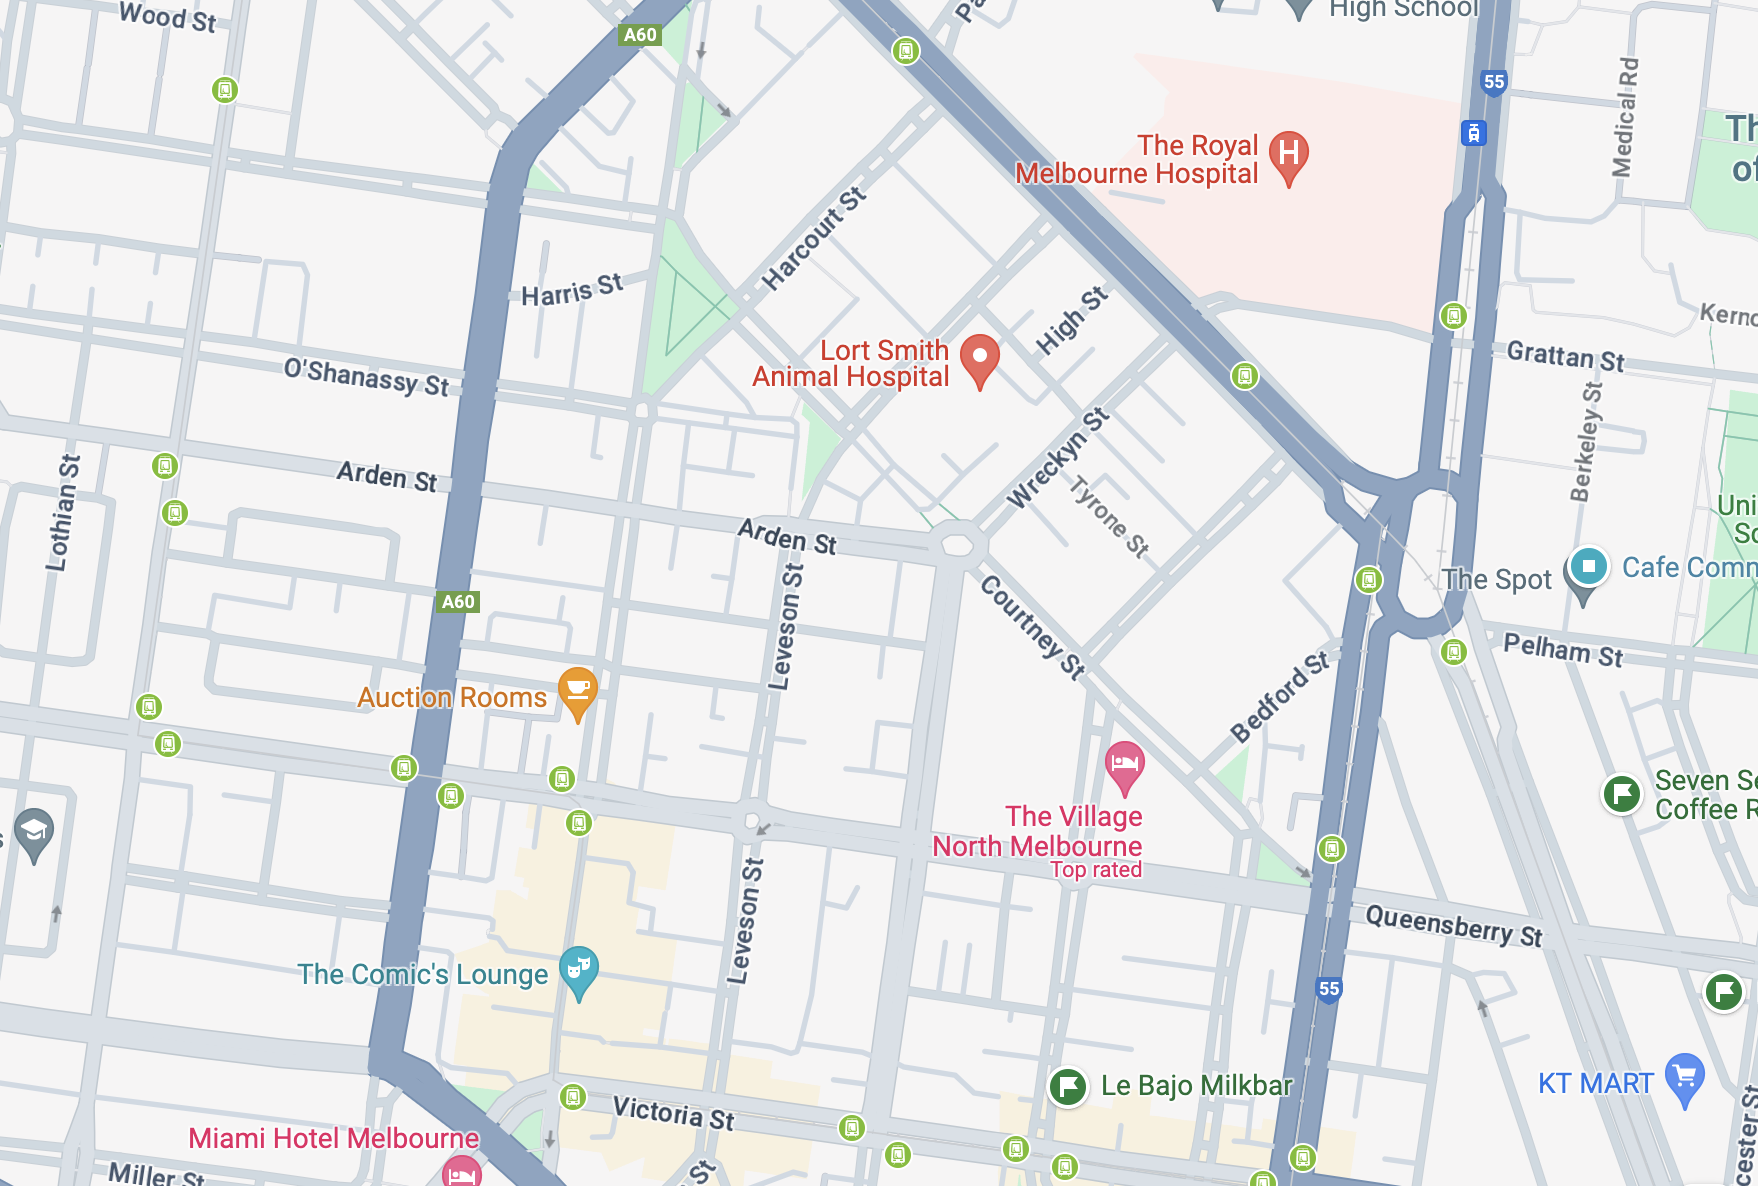 Wood St
A60
High School
55
Medical Rd
The Royal
Melbourne Hospital
Harcourt St
Harris St
High St
Grattan St
Lort Smith
Animal Hospital
O'Shanassy St
Berkeley St
Wreckyn St
Tyrone St
Arden St
Lothian St
Arden St
Leveson St
Courtney St
A60
The Spot
Pelham St
Bedford St
Auction Rooms
Seven Se
Coffee R
The Village
North Melbourne
Top rated
Leveson St
Queensberry St
The Comic's Lounge
55
KT MART
Le Bajo Milkbar
Victoria St
Miami Hotel Melbourne
Miller St
St